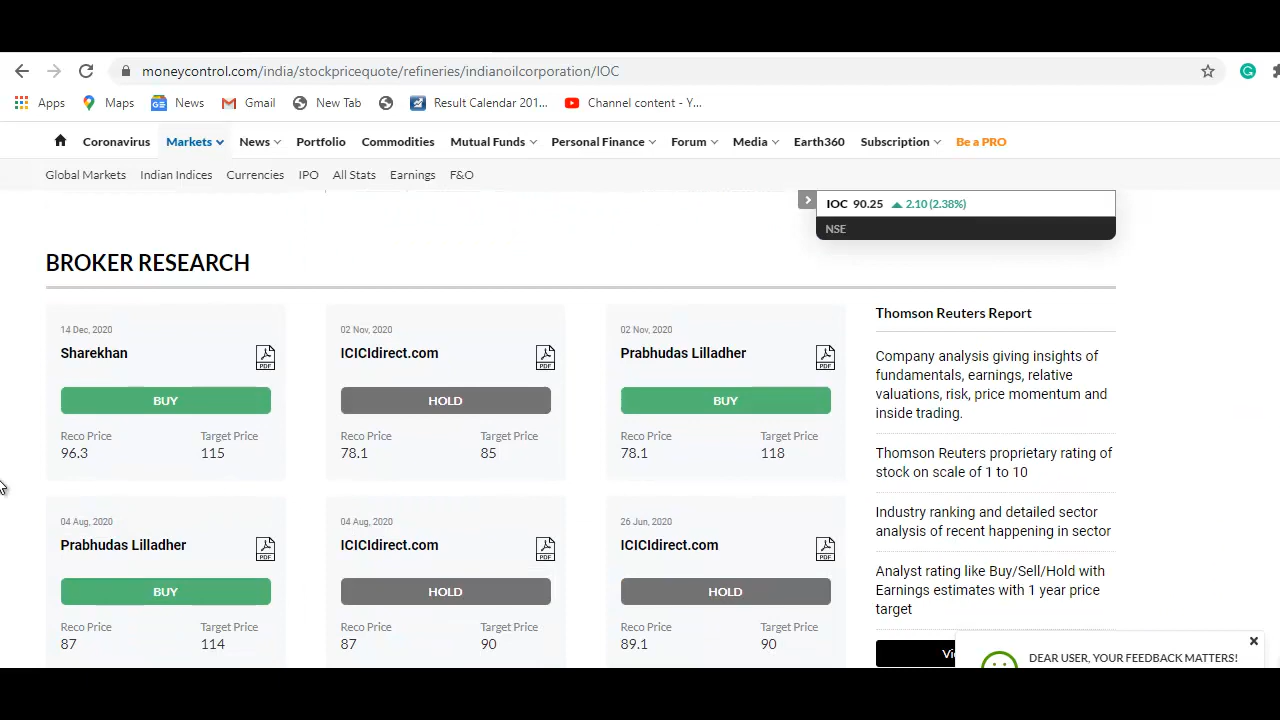 moneycontrol.com/india/stockpricequote/refineries/indianoilcorporation/IOC
Apps Maps News Gmail New Tab Result Calendar 201... Channel content - Y...
Coronavirus Markets News Portfolio Commodities Mutual Funds Personal Finance Forum Media Earth360 Subscription Be a PRO
Global Markets Indian Indices Currencies IPO All Stats Earnings F&O
IOC 90.25 2.10 (2.38%)
NSE
BROKER RESEARCH
14 Dec, 2020
Sharekhan
PDF
BUY
Reco Price Target Price
96.3 115
02 Nov, 2020
ICICIdirect.com
PDF
HOLD
Reco Price Target Price
78.1 85
02 Nov, 2020
Prabhudas Lilladher
PDF
BUY
Reco Price Target Price
78.1 118
04 Aug, 2020
Prabhudas Lilladher
PDF
BUY
Reco Price Target Price
87 114
04 Aug, 2020
ICICIdirect.com
PDF
HOLD
Reco Price Target Price
87 90
26 Jun, 2020
ICICIdirect.com
PDF
HOLD
Reco Price Target Price
89.1 90
Thomson Reuters Report
Company analysis giving insights of
fundamentals, earnings, relative
valuations, risk, price momentum and
inside trading.
Thomson Reuters proprietary rating of
stock on scale of 1 to 10
Industry ranking and detailed sector
analysis of recent happening in sector
Analyst rating like Buy/Sell/Hold with
Earnings estimates with 1 year price
target
DEAR USER, YOUR FEEDBACK MATTERS!